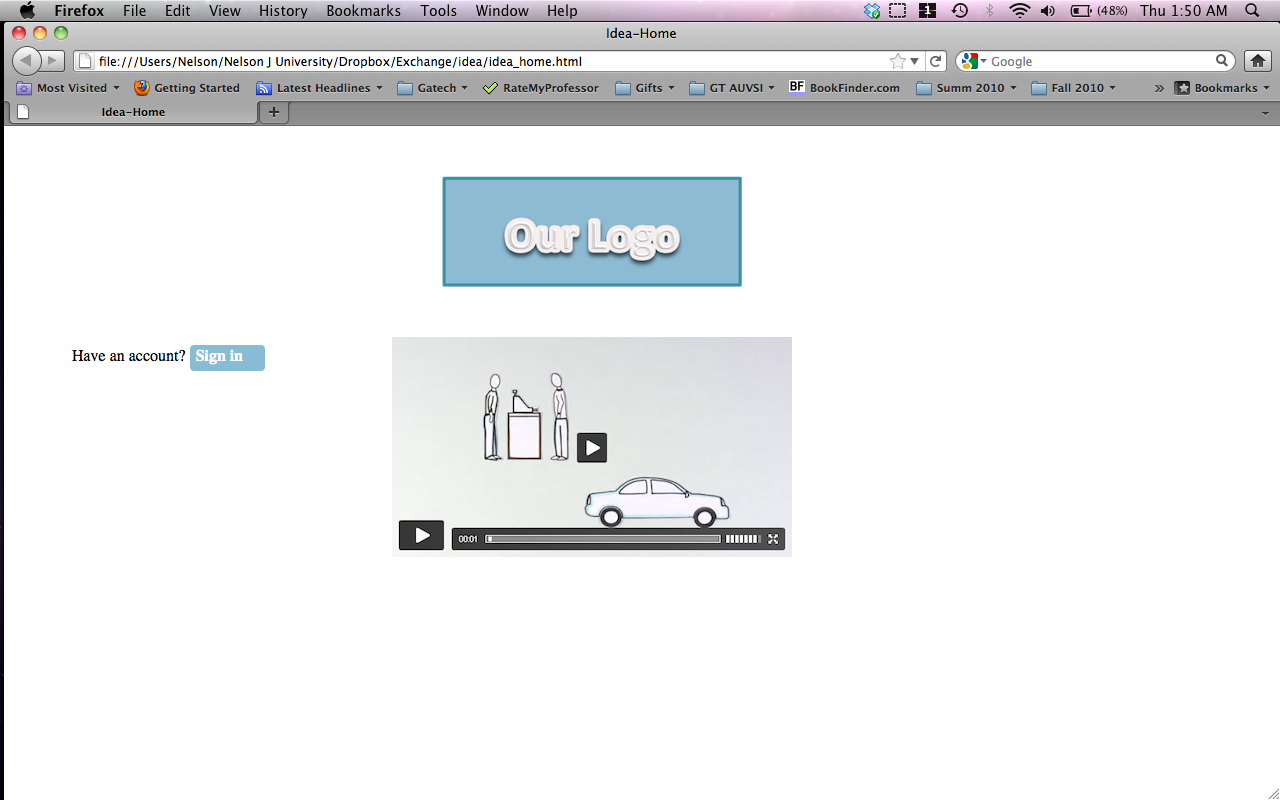 Firefox File Edit View History Bookmarks Tools Window Help 1 (48%) Thu 1:50 AM
Idea-Home
file:///Users/Nelson/Nelson J University/Dropbox/Exchange/idea/idea_home.html Google
Most Visited Getting Started Latest Headlines Gatech RateMyProfessor Gifts GT AUVSI BF BookFinder.com Summ 2010 Fall 2010 » Bookmarks
Idea-Home +
Our Logo
Have an account? Sign in
00:01